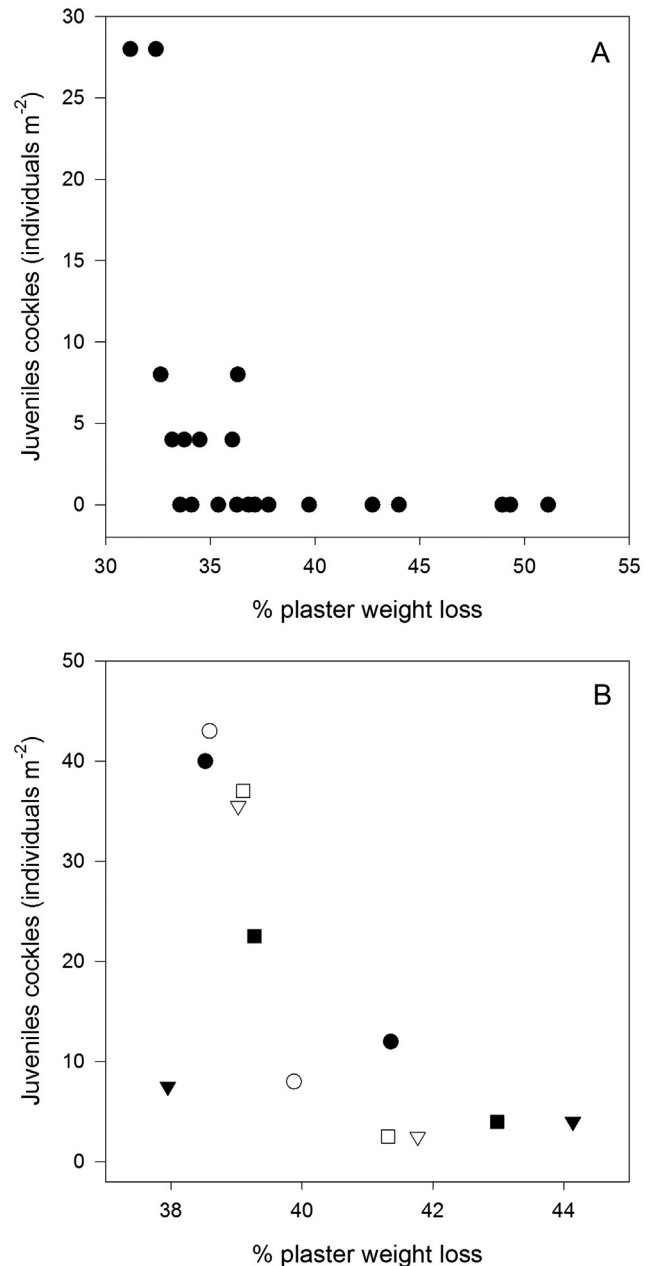 A
30
25
20
15
10
5
0
Juveniles cockles (individuals m⁻²)
30 35 40 45 50 55
% plaster weight loss
B
50
40
30
20
10
0
Juveniles cockles (individuals m⁻²)
38 40 42 44
% plaster weight loss